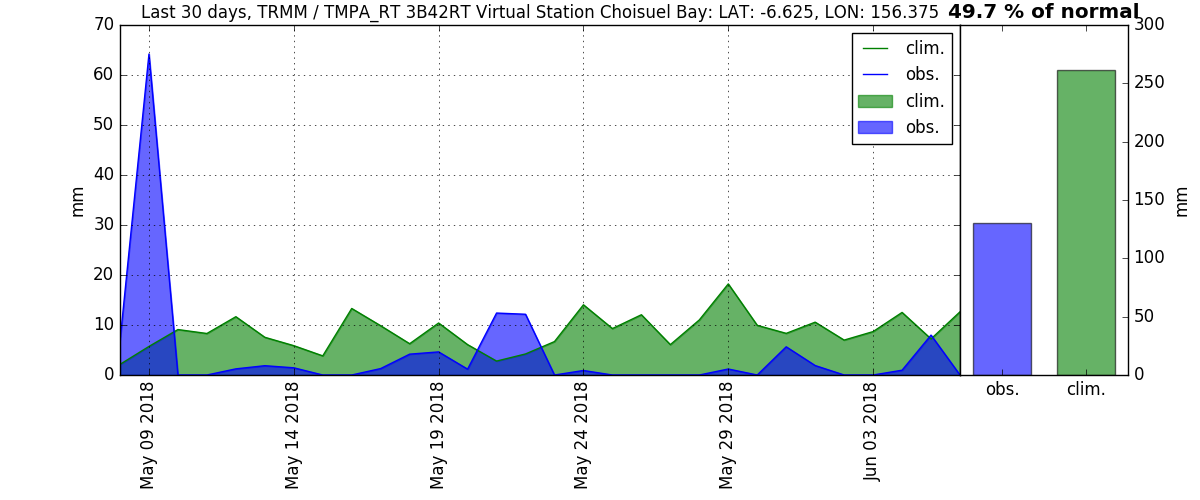 Last 30 days, TRMM / TMPA_RT 3B42RT Virtual Station Choisuel Bay: LAT: -6.625, LON: 156.375
49.7 % of normal
70
60
50
40
30
20
10
0
mm
clim.
obs.
clim.
obs.
May 09 2018
May 14 2018
May 19 2018
May 24 2018
May 29 2018
Jun 03 2018
300
250
200
150
100
50
0
mm
obs.
clim.